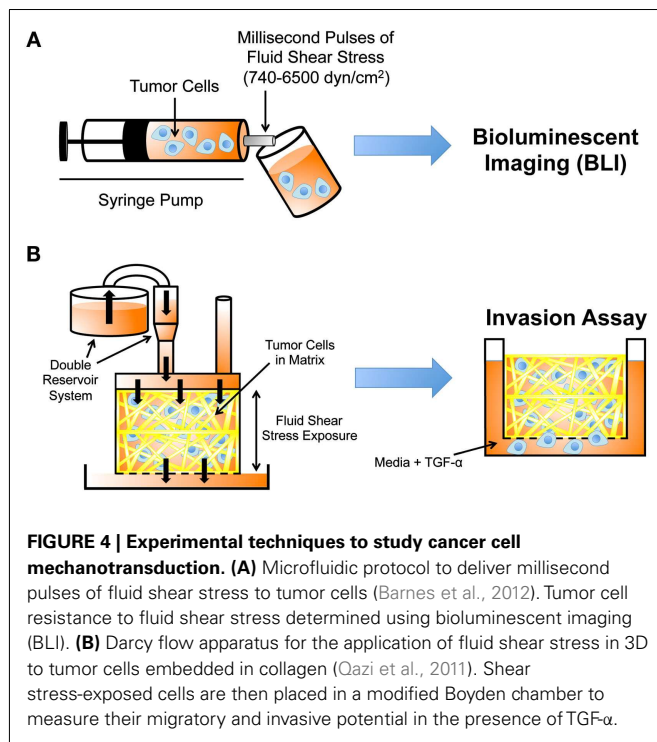 A
Millisecond Pulses of
Fluid Shear Stress
(740-6500 dyn/cm²)
Tumor Cells
Syringe Pump
Bioluminescent
Imaging (BLI)
B
Double
Reservoir
System
Tumor Cells
in Matrix
Fluid Shear
Stress Exposure
Invasion Assay
Media + TGF-α
FIGURE 4 | Experimental techniques to study cancer cell
mechanotransduction. (A) Microfluidic protocol to deliver millisecond
pulses of fluid shear stress to tumor cells (Barnes et al., 2012). Tumor cell
resistance to fluid shear stress determined using bioluminescent imaging
(BLI). (B) Darcy flow apparatus for the application of fluid shear stress in 3D
to tumor cells embedded in collagen (Qazi et al., 2011). Shear
stress-exposed cells are then placed in a modified Boyden chamber to
measure their migratory and invasive potential in the presence of TGF-α.